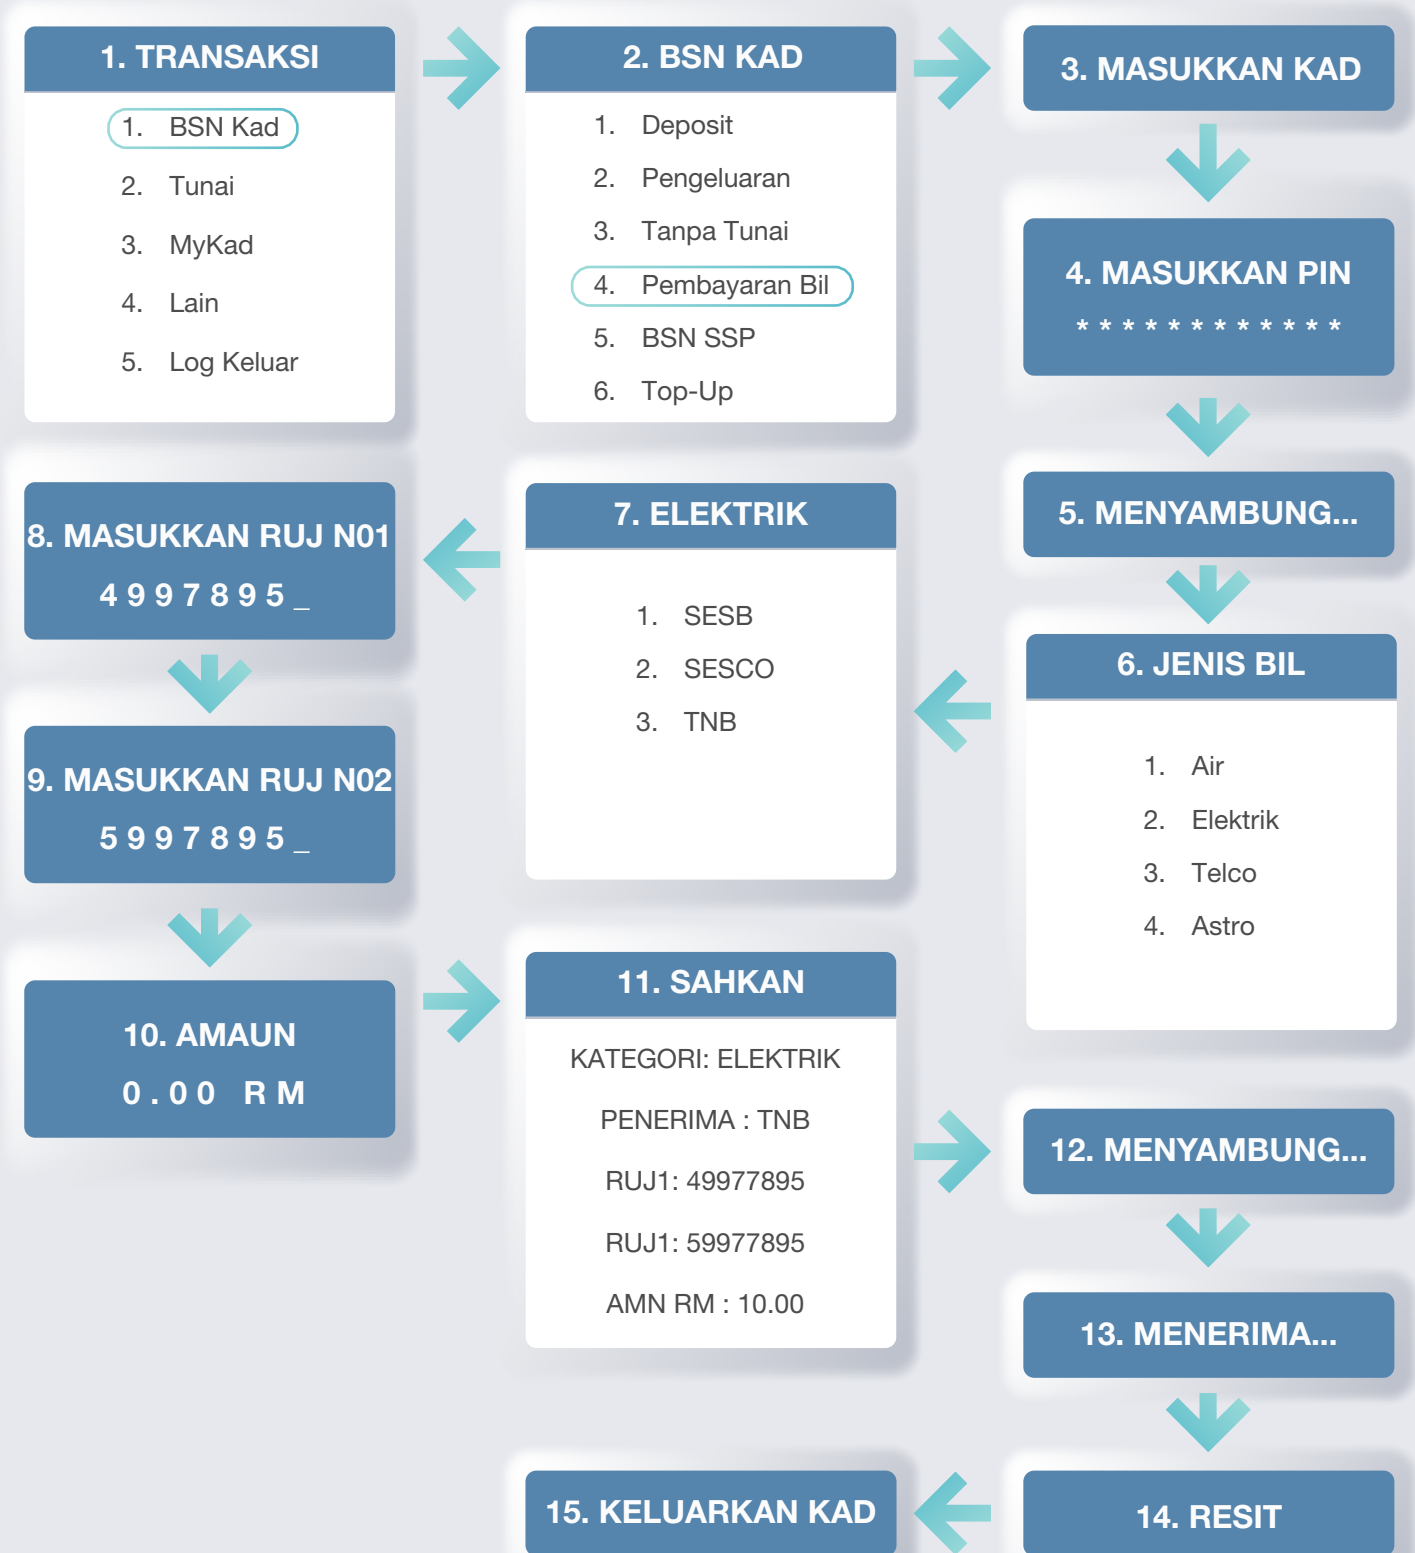 1. TRANSAKSI
1. BSN Kad
2. Tunai
3. MyKad
4. Lain
5. Log Keluar
2. BSN KAD
1. Deposit
2. Pengeluaran
3. Tanpa Tunai
4. Pembayaran Bil
5. BSN SSP
6. Top-Up
3. MASUKKAN KAD
4. MASUKKAN PIN
* * * * * * * * * * * *
5. MENYAMBUNG...
6. JENIS BIL
1. Air
2. Elektrik
3. Telco
4. Astro
7. ELEKTRIK
1. SESB
2. SESCO
3. TNB
8. MASUKKAN RUJ N01
4 9 9 7 8 9 5 _
9. MASUKKAN RUJ N02
5 9 9 7 8 9 5 _
10. AMAUN
0 . 0 0 R M
11. SAHKAN
KATEGORI: ELEKTRIK
PENERIMA : TNB
RUJ1: 49977895
RUJ1: 59977895
AMN RM : 10.00
12. MENYAMBUNG...
13. MENERIMA...
14. RESIT
15. KELUARKAN KAD